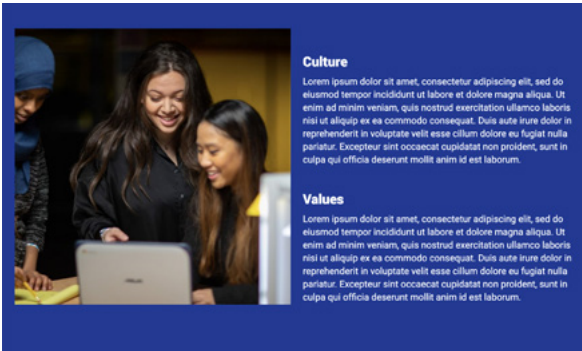 Culture
Lorem ipsum dolor sit amet, consectetur adipiscing elit, sed do
eiusmod tempor incididunt ut labore et dolore magna aliqua. Ut
enim ad minim veniam, quis nostrud exercitation ullamco laboris
nisi ut aliquip ex ea commodo consequat. Duis aute irure dolor in
reprehenderit in voluptate velit esse cillum dolore eu fugiat nulla
pariatur. Excepteur sint occaecat cupidatat non proident, sunt in
culpa qui officia deserunt mollit anim id est laborum.
Values
Lorem ipsum dolor sit amet, consectetur adipiscing elit, sed do
eiusmod tempor incididunt ut labore et dolore magna aliqua. Ut
enim ad minim veniam, quis nostrud exercitation ullamco laboris
nisi ut aliquip ex ea commodo consequat. Duis aute irure dolor in
reprehenderit in voluptate velit esse cillum dolore eu fugiat nulla
pariatur. Excepteur sint occaecat cupidatat non proident, sunt in
culpa qui officia deserunt mollit anim id est laborum.